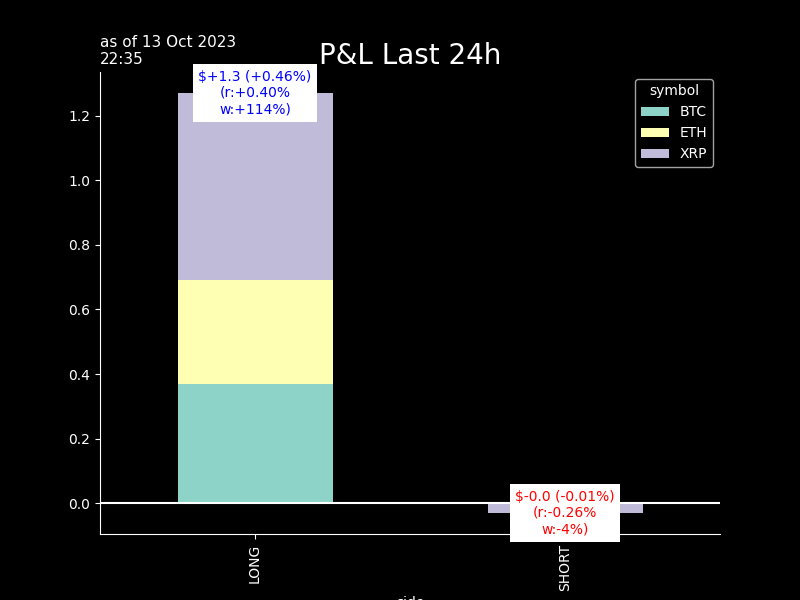 as of 13 Oct 2023
22:35
P&L Last 24h
$+1.3 (+0.46%)
(r:+0.40%
w:+114%)
symbol
BTC
ETH
XRP
1.2
1.0
0.8
0.6
0.4
0.2
0.0
$-0.0 (-0.01%)
(r:-0.26%
w:-4%)
LONG
SHORT
side